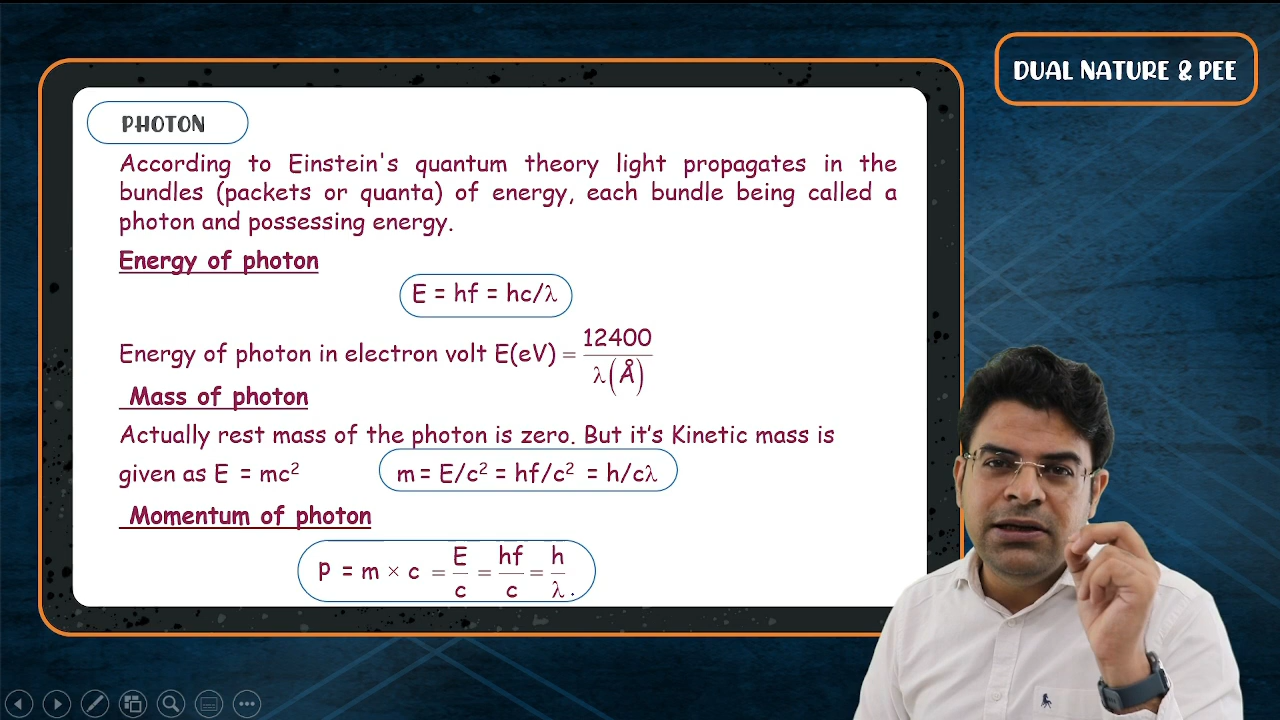 DUAL NATURE & PEE
PHOTON
According to Einstein's quantum theory light propagates in the
bundles (packets or quanta) of energy, each bundle being called a
photon and possessing energy.
Energy of photon
E = hf = hc/λ
Energy of photon in electron volt E(eV) = 12400 / λ(Å)
Mass of photon
Actually rest mass of the photon is zero. But it’s Kinetic mass is
given as E = mc² m = E/c² = hf/c² = h/cλ
Momentum of photon
p = m × c = E/c = hf/c = h/λ.